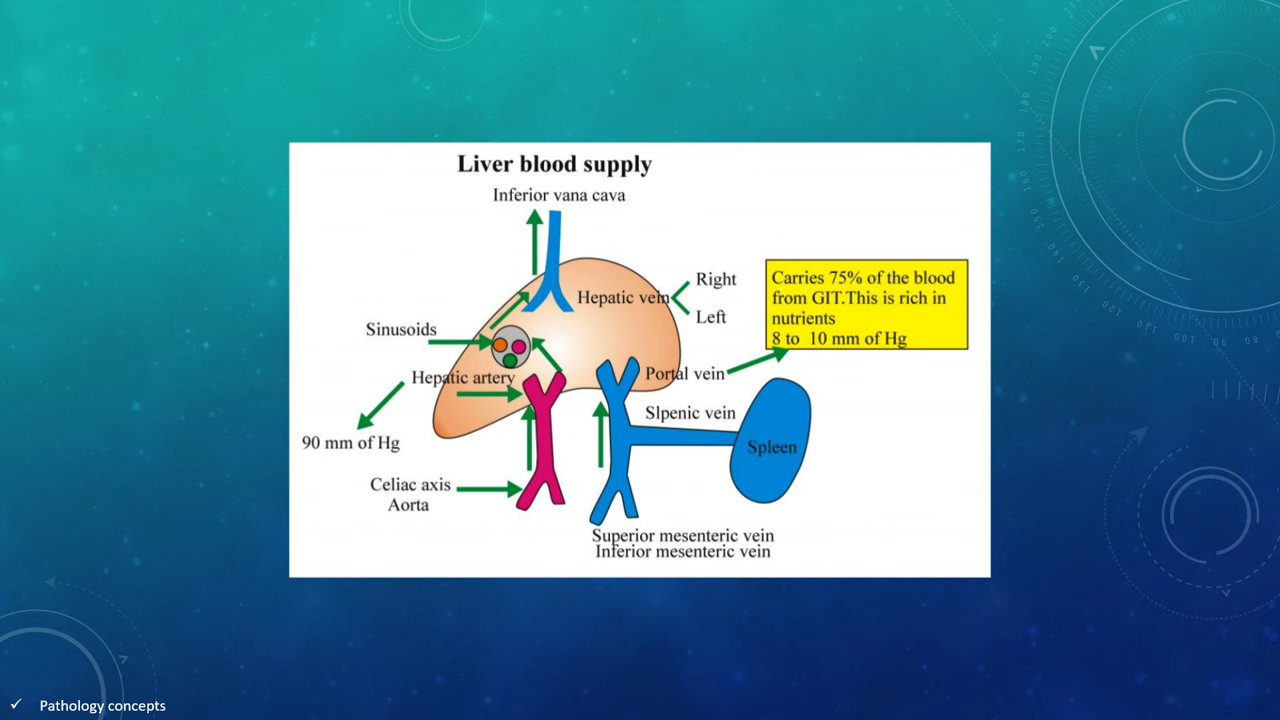 Liver blood supply
Inferior vana cava
Hepatic vein
Right
Left
Carries 75% of the blood
from GIT.This is rich in
nutrients
8 to 10 mm of Hg
Sinusoids
Hepatic artery
Portal vein
90 mm of Hg
Slpenic vein
Spleen
Celiac axis
Aorta
Superior mesenteric vein
Inferior mesenteric vein
✓ Pathology concepts